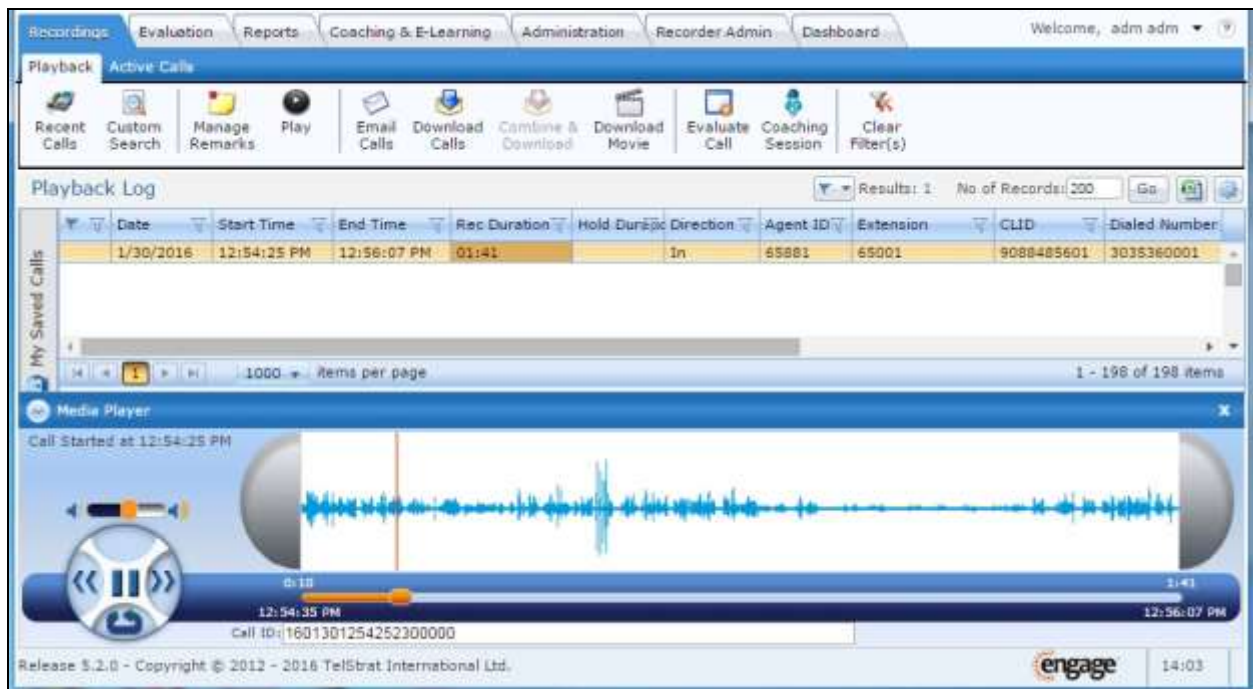 Recordings Evaluation Reports Coaching & E-Learning Administration Recorder Admin Dashboard Welcome, adm adm
Playback Active Calls
Recent Calls Custom Search Manage Remarks Play Email Calls Download Calls Combine & Download Download Movie Evaluate Call Coaching Session Clear Filter(s)
Playback Log Results: 1 No of Records: 200 Go
Date Start Time End Time Rec Duration Hold Direction Agent ID Extension CLID Dialed Number
1/30/2016 12:54:25 PM 12:56:07 PM 01:41 In 65881 65001 9088485601 3035360001
My Saved Calls
1 1000 items per page 1 - 198 of 198 items
Media Player
Call Started at 12:54:25 PM
0:10 1:41
12:54:35 PM 12:56:07 PM
Call ID: 1601301254252300000
Release 5.2.0 - Copyright © 2012 - 2016 TelStrat International Ltd. engage 14:03